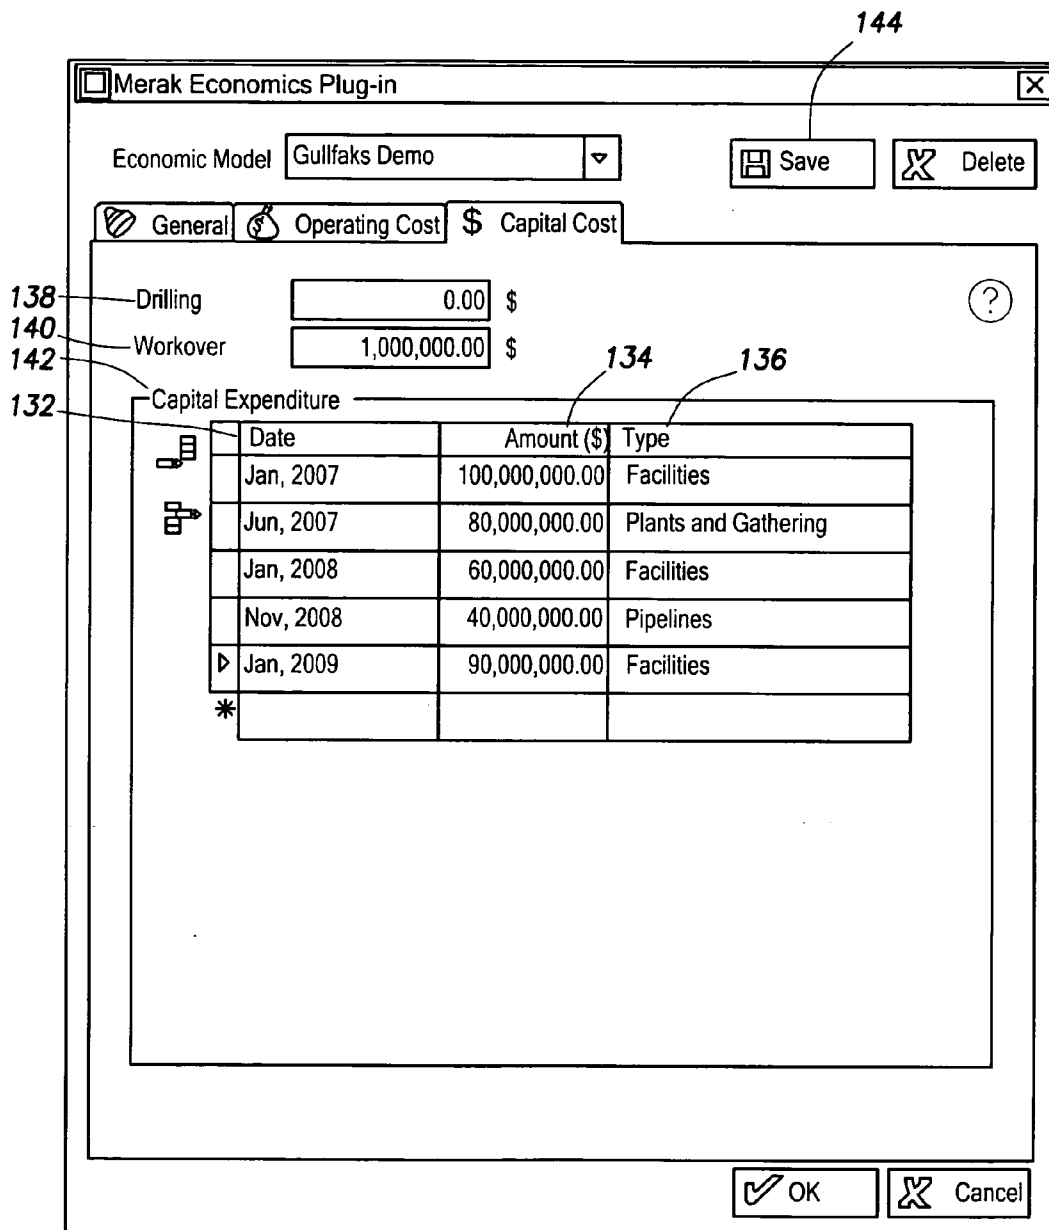 144
Merak Economics Plug-in
Economic Model Gullfaks Demo Save Delete
General $ Operating Cost $ Capital Cost
138 Drilling 0.00 $ ?
140 Workover 1,000,000.00 $
142 134 136
Capital Expenditure
132 Date Amount ($) Type
Jan, 2007 100,000,000.00 Facilities
Jun, 2007 80,000,000.00 Plants and Gathering
Jan, 2008 60,000,000.00 Facilities
Nov, 2008 40,000,000.00 Pipelines
Jan, 2009 90,000,000.00 Facilities
*
OK Cancel